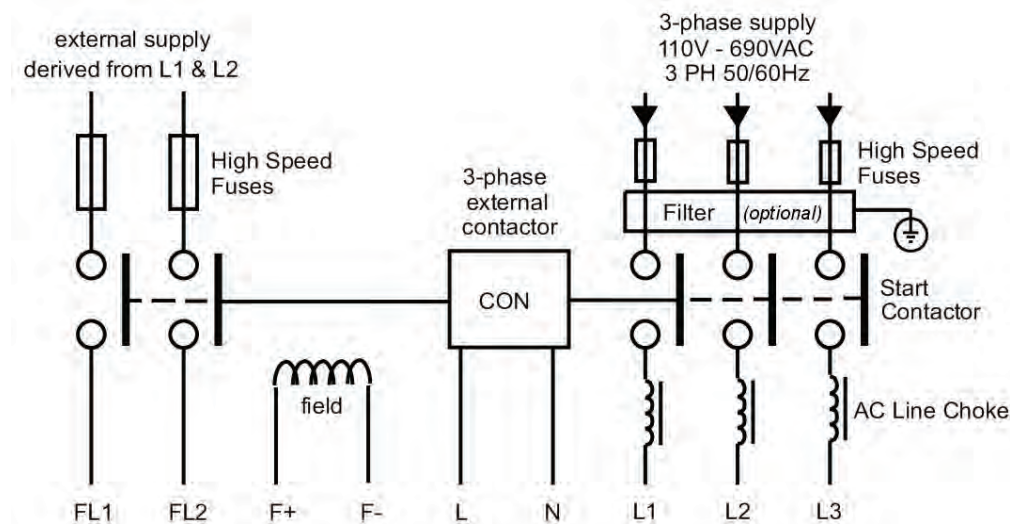 external supply
derived from L1 & L2
3-phase supply
110V - 690VAC
3 PH 50/60Hz
High Speed
Fuses
3-phase
external
contactor
High Speed
Fuses
Filter (optional)
CON
Start
Contactor
field
AC Line Choke
FL1 FL2 F+ F- L N L1 L2 L3